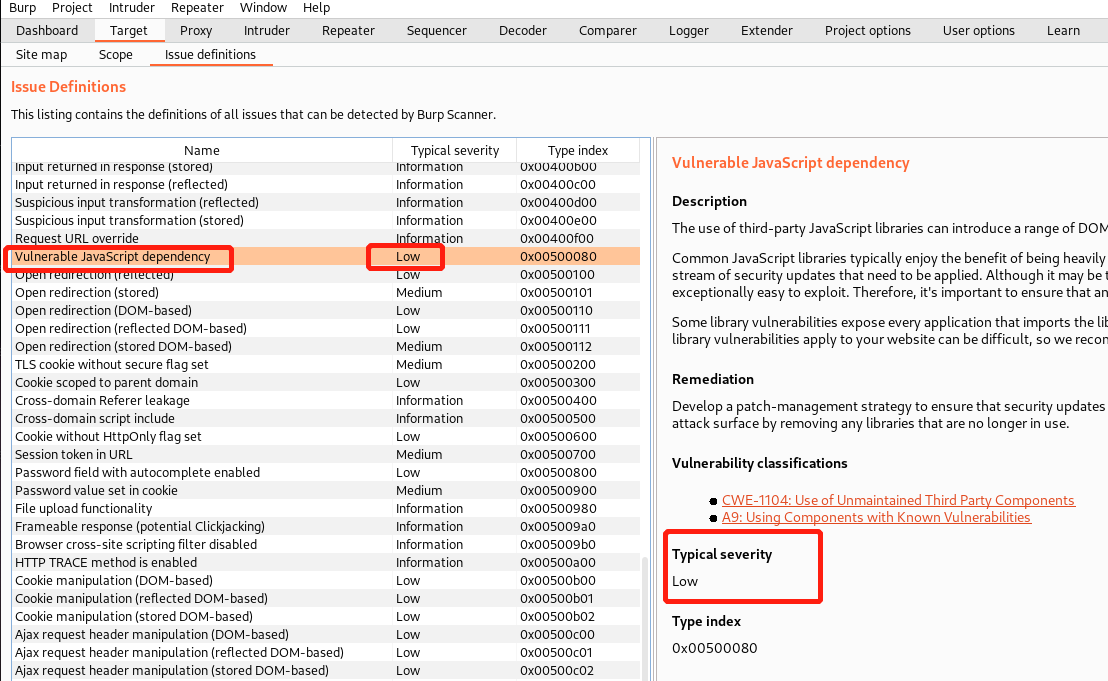 Burp Project Intruder Repeater Window Help
Dashboard Target Proxy Intruder Repeater Sequencer Decoder Comparer Logger Extender Project options User options Learn
Site map Scope Issue definitions
Issue Definitions
This listing contains the definitions of all issues that can be detected by Burp Scanner.
Name Typical severity Type index
Input returned in response (stored) Information 0x00400b00
Input returned in response (reflected) Information 0x00400c00
Suspicious input transformation (reflected) Information 0x00400d00
Suspicious input transformation (stored) Information 0x00400e00
Request URL override Information 0x00400f00
Vulnerable JavaScript dependency Low 0x00500080
Open redirection (reflected) Low 0x00500100
Open redirection (stored) Medium 0x00500101
Open redirection (DOM-based) Low 0x00500110
Open redirection (reflected DOM-based) Low 0x00500111
Open redirection (stored DOM-based) Medium 0x00500112
TLS cookie without secure flag set Medium 0x00500200
Cookie scoped to parent domain Low 0x00500300
Cross-domain Referer leakage Information 0x00500400
Cross-domain script include Information 0x00500500
Cookie without HttpOnly flag set Low 0x00500600
Session token in URL Medium 0x00500700
Password field with autocomplete enabled Low 0x00500800
Password value set in cookie Medium 0x00500900
File upload functionality Information 0x00500980
Frameable response (potential Clickjacking) Information 0x005009a0
Browser cross-site scripting filter disabled Information 0x005009b0
HTTP TRACE method is enabled Information 0x00500a00
Cookie manipulation (DOM-based) Low 0x00500b00
Cookie manipulation (reflected DOM-based) Low 0x00500b01
Cookie manipulation (stored DOM-based) Low 0x00500b02
Ajax request header manipulation (DOM-based) Low 0x00500c00
Ajax request header manipulation (reflected DOM-based) Low 0x00500c01
Ajax request header manipulation (stored DOM-based) Low 0x00500c02
Vulnerable JavaScript dependency
Description
The use of third-party JavaScript libraries can introduce a range of DOM
Common JavaScript libraries typically enjoy the benefit of being heavily
stream of security updates that need to be applied. Although it may be
exceptionally easy to exploit. Therefore, it's important to ensure that
Some library vulnerabilities expose every application that imports the
library vulnerabilities apply to your website can be difficult, so we
Remediation
Develop a patch-management strategy to ensure that security updates
attack surface by removing any libraries that are no longer in use.
Vulnerability classifications
● CWE-1104: Use of Unmaintained Third Party Components
● A9: Using Components with Known Vulnerabilities
Typical severity
Low
Type index
0x00500080